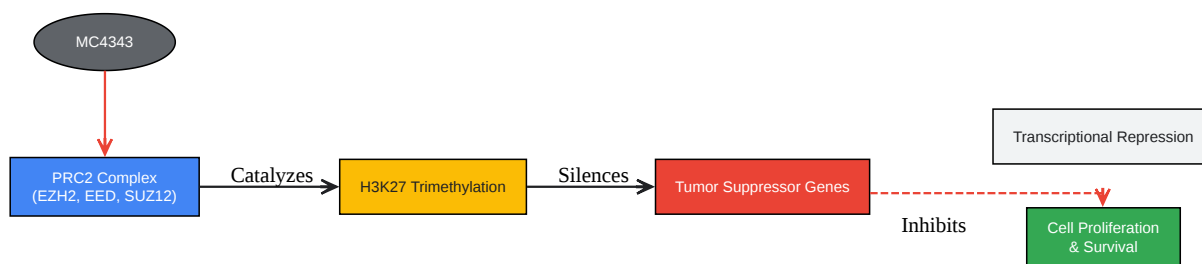 MC4343
Transcriptional Repression
PRC2 Complex
(EZH2, EED, SUZ12)
Catalyzes
H3K27 Trimethylation
Silences
Tumor Suppressor Genes
Inhibits
Cell Proliferation
& Survival